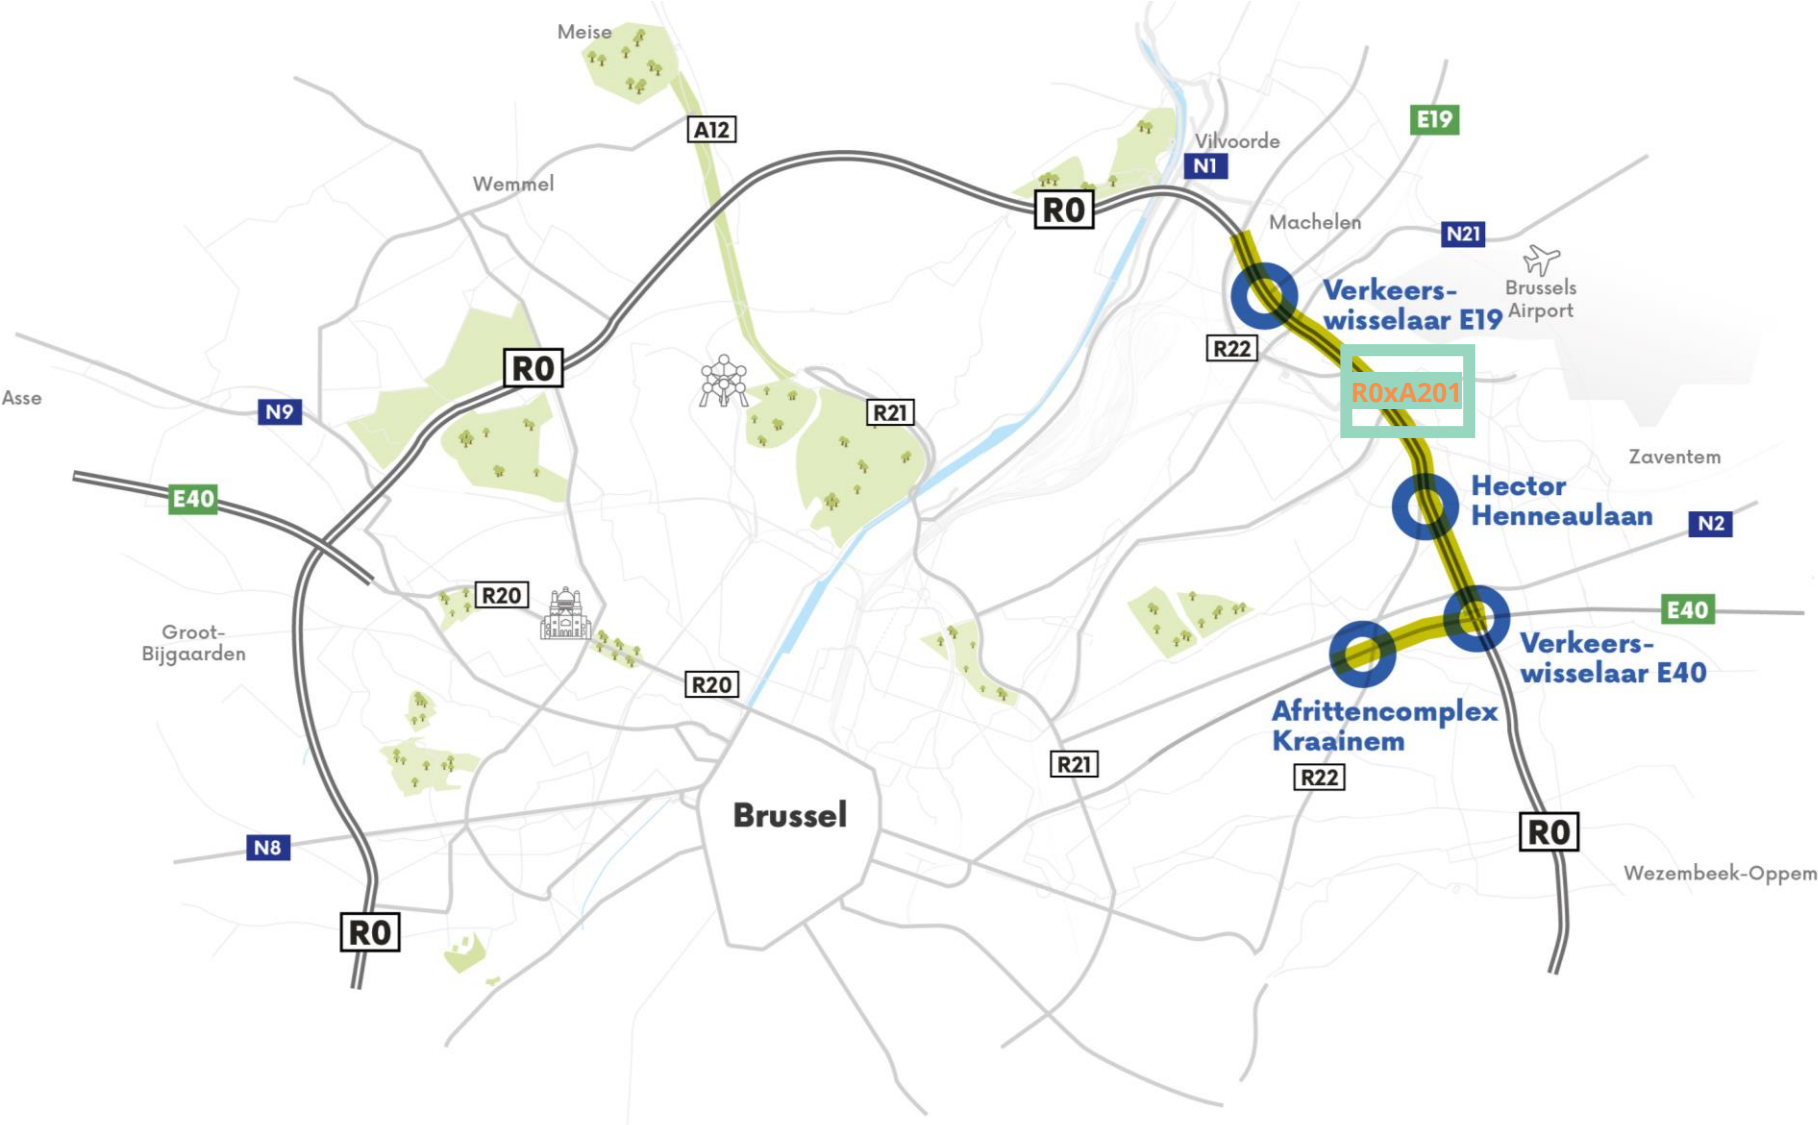 Meise
A12
E19
Vilvoorde
N1
Wemmel
R0
Machelen
N21
Verkeers-
wisselaar E19
Brussels
Airport
R22
R0
R0xA201
Asse
N9
R21
Zaventem
E40
Hector
Henneaulaan
N2
R20
E40
Groot-
Bijgaarden
Verkeers-
wisselaar E40
R20
Afrittencomplex
Kraainem
R21
R22
Brussel
R0
N8
Wezembeek-Oppem
R0